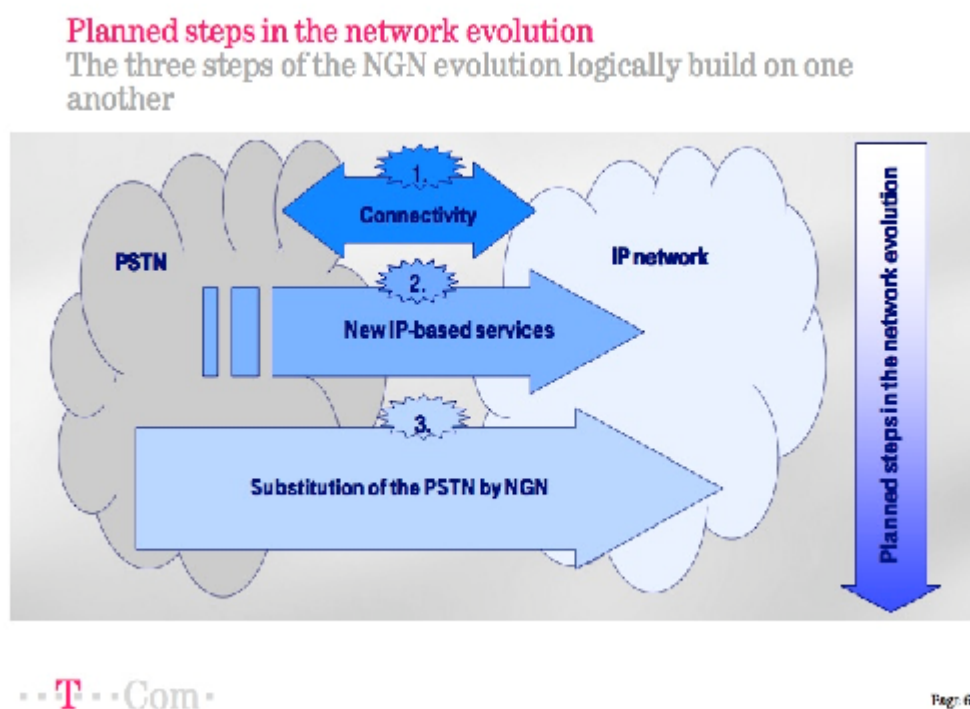 Planned steps in the network evolution
The three steps of the NGN evolution logically build on one
another
1.
Connectivity
PSTN
IP network
2.
New IP-based services
3.
Substitution of the PSTN by NGN
Planned steps in the network evolution
··T··Com·
Page 6